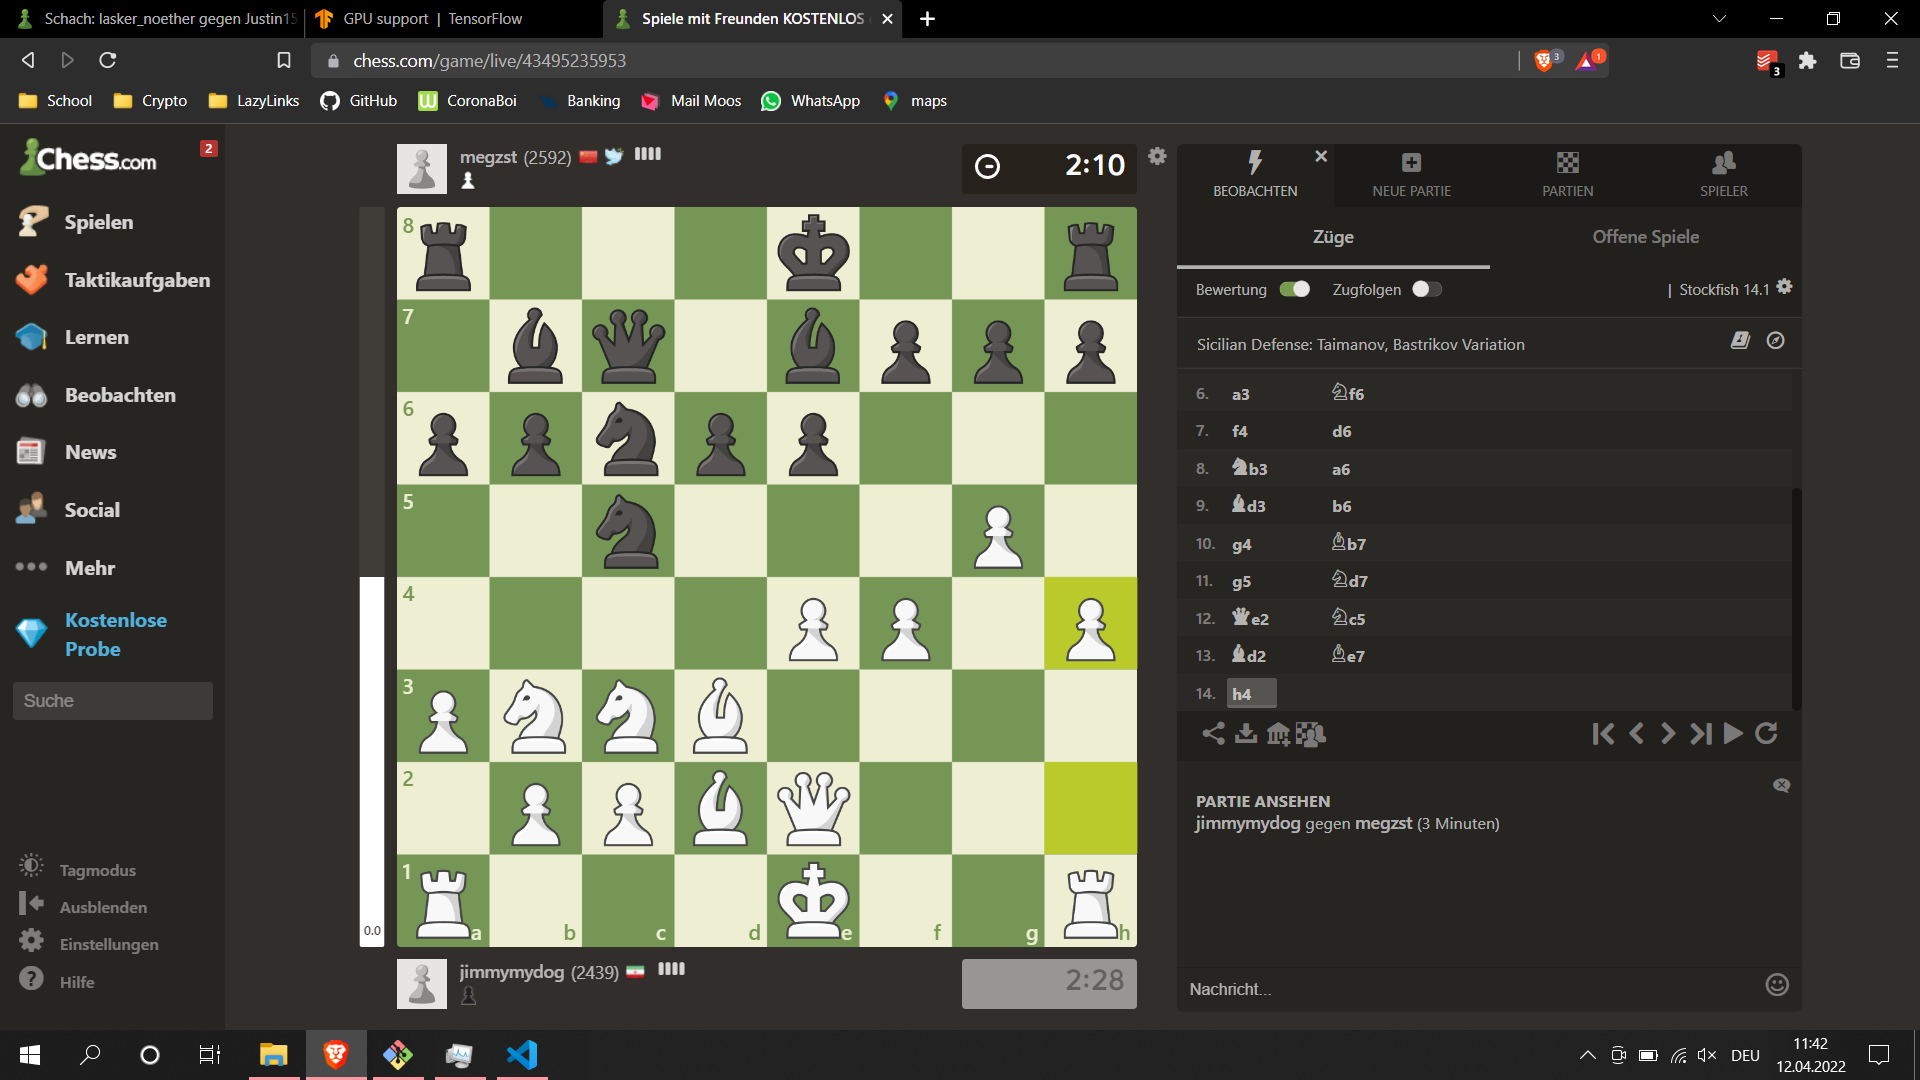 Schach: lasker_noether gegen Justin15
GPU support | TensorFlow
Spiele mit Freunden KOSTENLOS
chess.com/game/live/43495235953
3
1
3
School
Crypto
LazyLinks
GitHub
CoronaBoi
Banking
Mail Moos
WhatsApp
maps
Chess.com
2
Spielen
Taktikaufgaben
Lernen
Beobachten
News
Social
Mehr
Kostenlose
Probe
Suche
Tagmodus
Ausblenden
Einstellungen
Hilfe
megzst (2592)
2:10
8
7
6
5
4
3
2
1
a
b
c
d
e
f
g
h
0.0
jimmymydog (2439)
2:28
BEOBACHTEN
NEUE PARTIE
PARTIEN
SPIELER
Züge
Offene Spiele
Bewertung
Zugfolgen
| Stockfish 14.1
Sicilian Defense: Taimanov, Bastrikov Variation
6. a3 ♘f6
7. f4 d6
8. ♞b3 a6
9. ♝d3 b6
10. g4 ♗b7
11. g5 ♘d7
12. ♛e2 ♘c5
13. ♝d2 ♗e7
14. h4
PARTIE ANSEHEN
jimmymydog gegen megzst (3 Minuten)
Nachricht...
DEU
11:42
12.04.2022